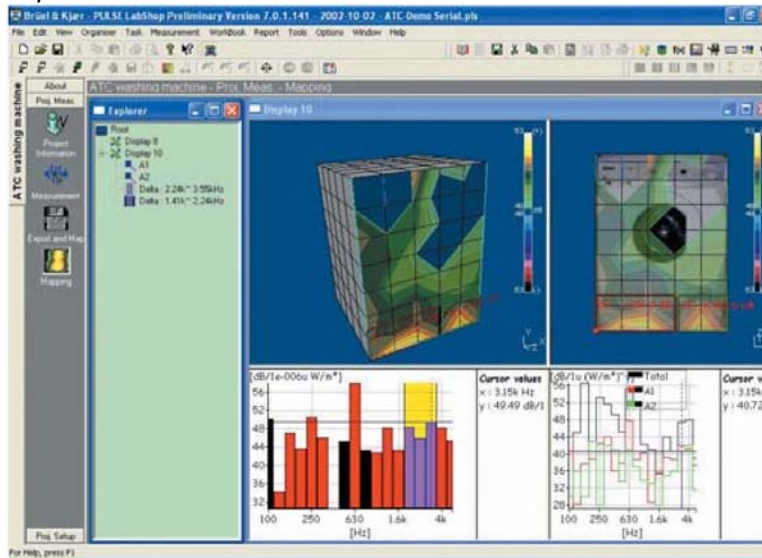 Brüel & Kjær - PULSE LabShop Preliminary Version 7.0.1.141 - 2002-10-02 - ATC-Demo Serial.pls
File Edit View Organiser Task Measurement WorkBook Report Tools Options Window Help
ATC washing machine - Proj. Meas. - Mapping
ATC washing machine
About
Proj. Meas
Project Information
Measurement
Export and Map
Mapping
Proj. Setup
Explorer
Root
Display 8
Display 10
A1
A2
Delta : 2.24k~ 3.55kHz
Delta : 1.41k~ 2.24kHz
Display 10
[dB/1e-006u W/m²]
56
52
48
44
40
36
32
100 250 630 1.6k 4k
[Hz]
Cursor values
x : 3.15k Hz
y : 49.49 dB/1
[dB/1u (W/m²)
Total
A1
A2
56
52
48
44
40
36
32
28
100 250 630 1.6k 4k
[Hz]
Cursor v
x : 3.15k
y : 40.72
For Help, press F1